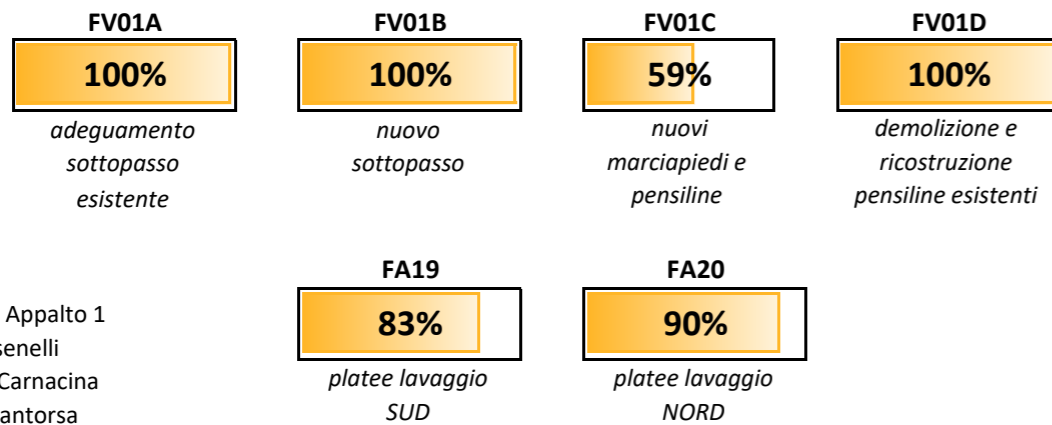 FV01A
100%
adeguamento
sottopasso
esistente
FV01B
100%
nuovo
sottopasso
FV01C
59%
nuovi
marciapiedi e
pensiline
FV01D
100%
demolizione e
ricostruzione
pensiline esistenti
Appalto 1
senelli
Carnacina
antorsa
FA19
83%
platee lavaggio
SUD
FA20
90%
platee lavaggio
NORD